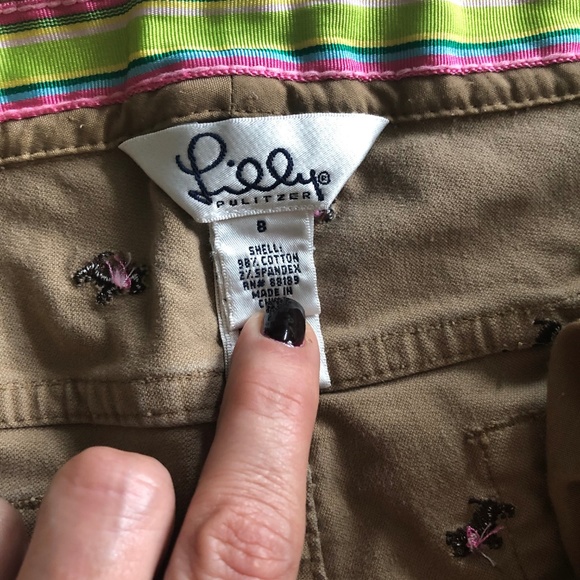 Lilly®
PULITZER
8
SHELL:
98% COTTON
2% SPANDEX
RN# 88189
MADE IN